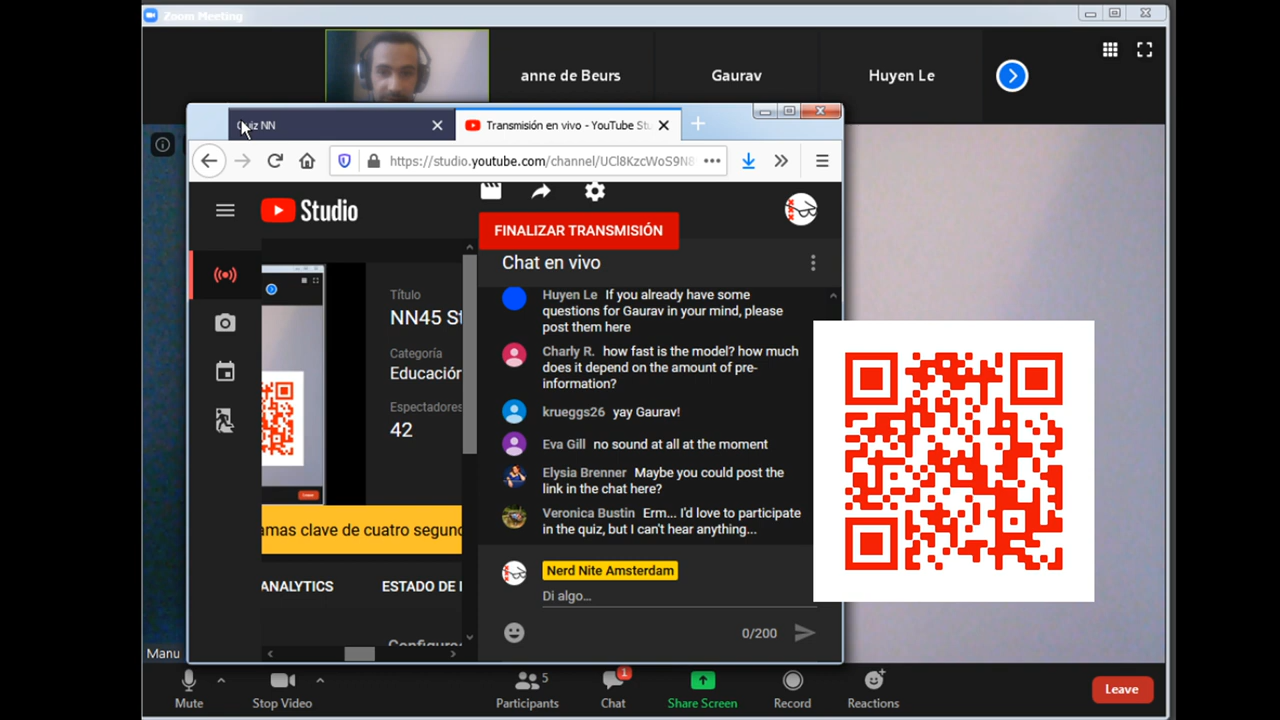 Zoom Meeting
anne de Beurs
Gaurav
Huyen Le
Quiz NN
Transmisión en vivo - YouTube Stu
https://studio.youtube.com/channel/UCl8KzcWoS9N8
Studio
FINALIZAR TRANSMISIÓN
Chat en vivo
Título
NN45 St
Categoría
Educación
Espectadores
42
amas clave de cuatro segund
ANALYTICS
ESTADO DE
Huyen Le If you already have some
questions for Gaurav in your mind, please
post them here
Charly R. how fast is the model? how much
does it depend on the amount of pre-
information?
krueggs26 yay Gaurav!
Eva Gill no sound at all at the moment
Elysia Brenner Maybe you could post the
link in the chat here?
Veronica Bustin Erm... I'd love to participate
in the quiz, but I can't hear anything...
Nerd Nite Amsterdam
Di algo...
0/200
Manu
Mute
Stop Video
5
Participants
1
Chat
Share Screen
Record
Reactions
Leave